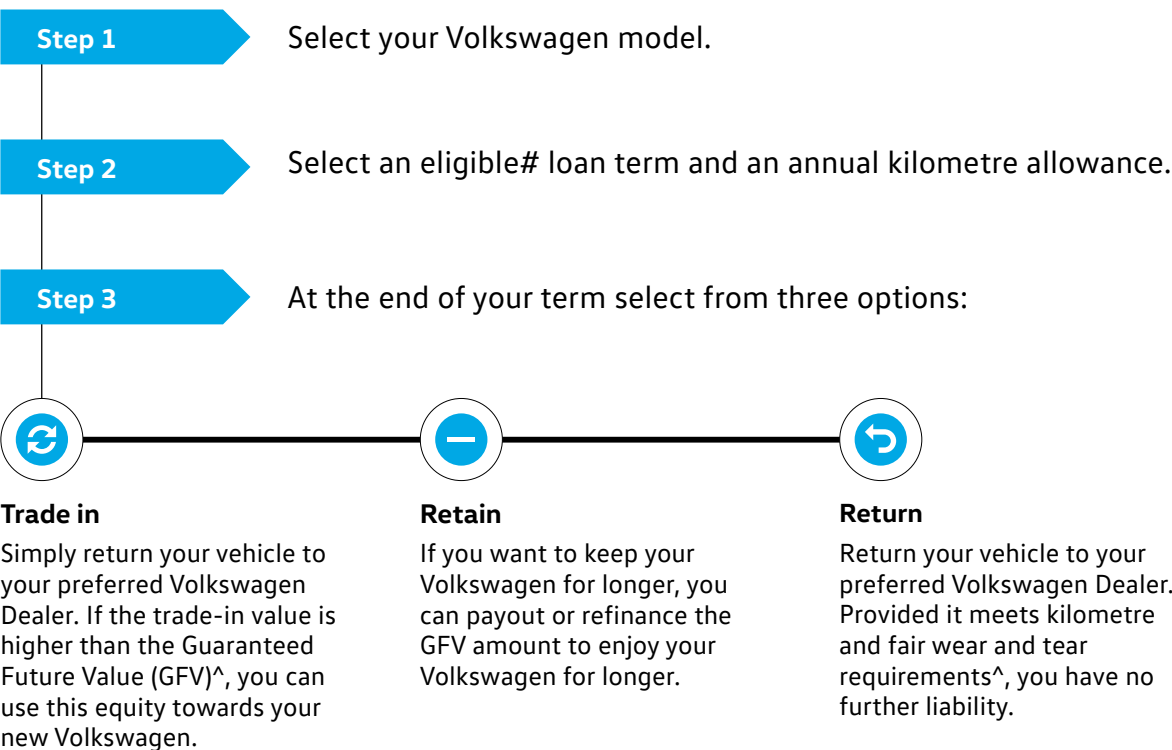 Step 1
Select your Volkswagen model.
Step 2
Select an eligible# loan term and an annual kilometre allowance.
Step 3
At the end of your term select from three options:
Trade in
Simply return your vehicle to
your preferred Volkswagen
Dealer. If the trade-in value is
higher than the Guaranteed
Future Value (GFV)^, you can
use this equity towards your
new Volkswagen.
Retain
If you want to keep your
Volkswagen for longer, you
can payout or refinance the
GFV amount to enjoy your
Volkswagen for longer.
Return
Return your vehicle to your
preferred Volkswagen Dealer.
Provided it meets kilometre
and fair wear and tear
requirements^, you have no
further liability.